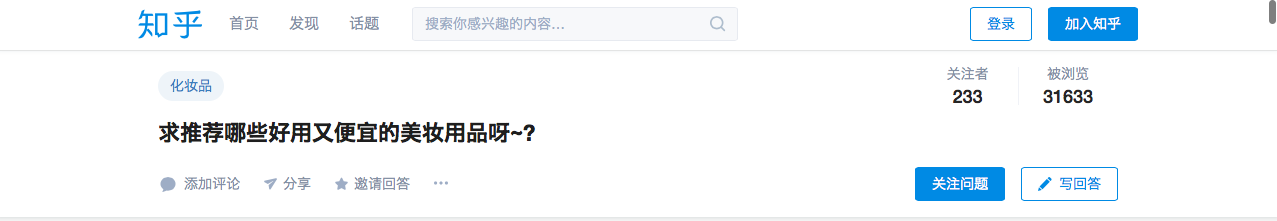 知乎 首页 发现 话题 搜索你感兴趣的内容... 登录 加入知乎
化妆品
关注者 被浏览
233 31633
求推荐哪些好用又便宜的美妆用品呀~?
添加评论 分享 邀请回答 ... 关注问题 写回答